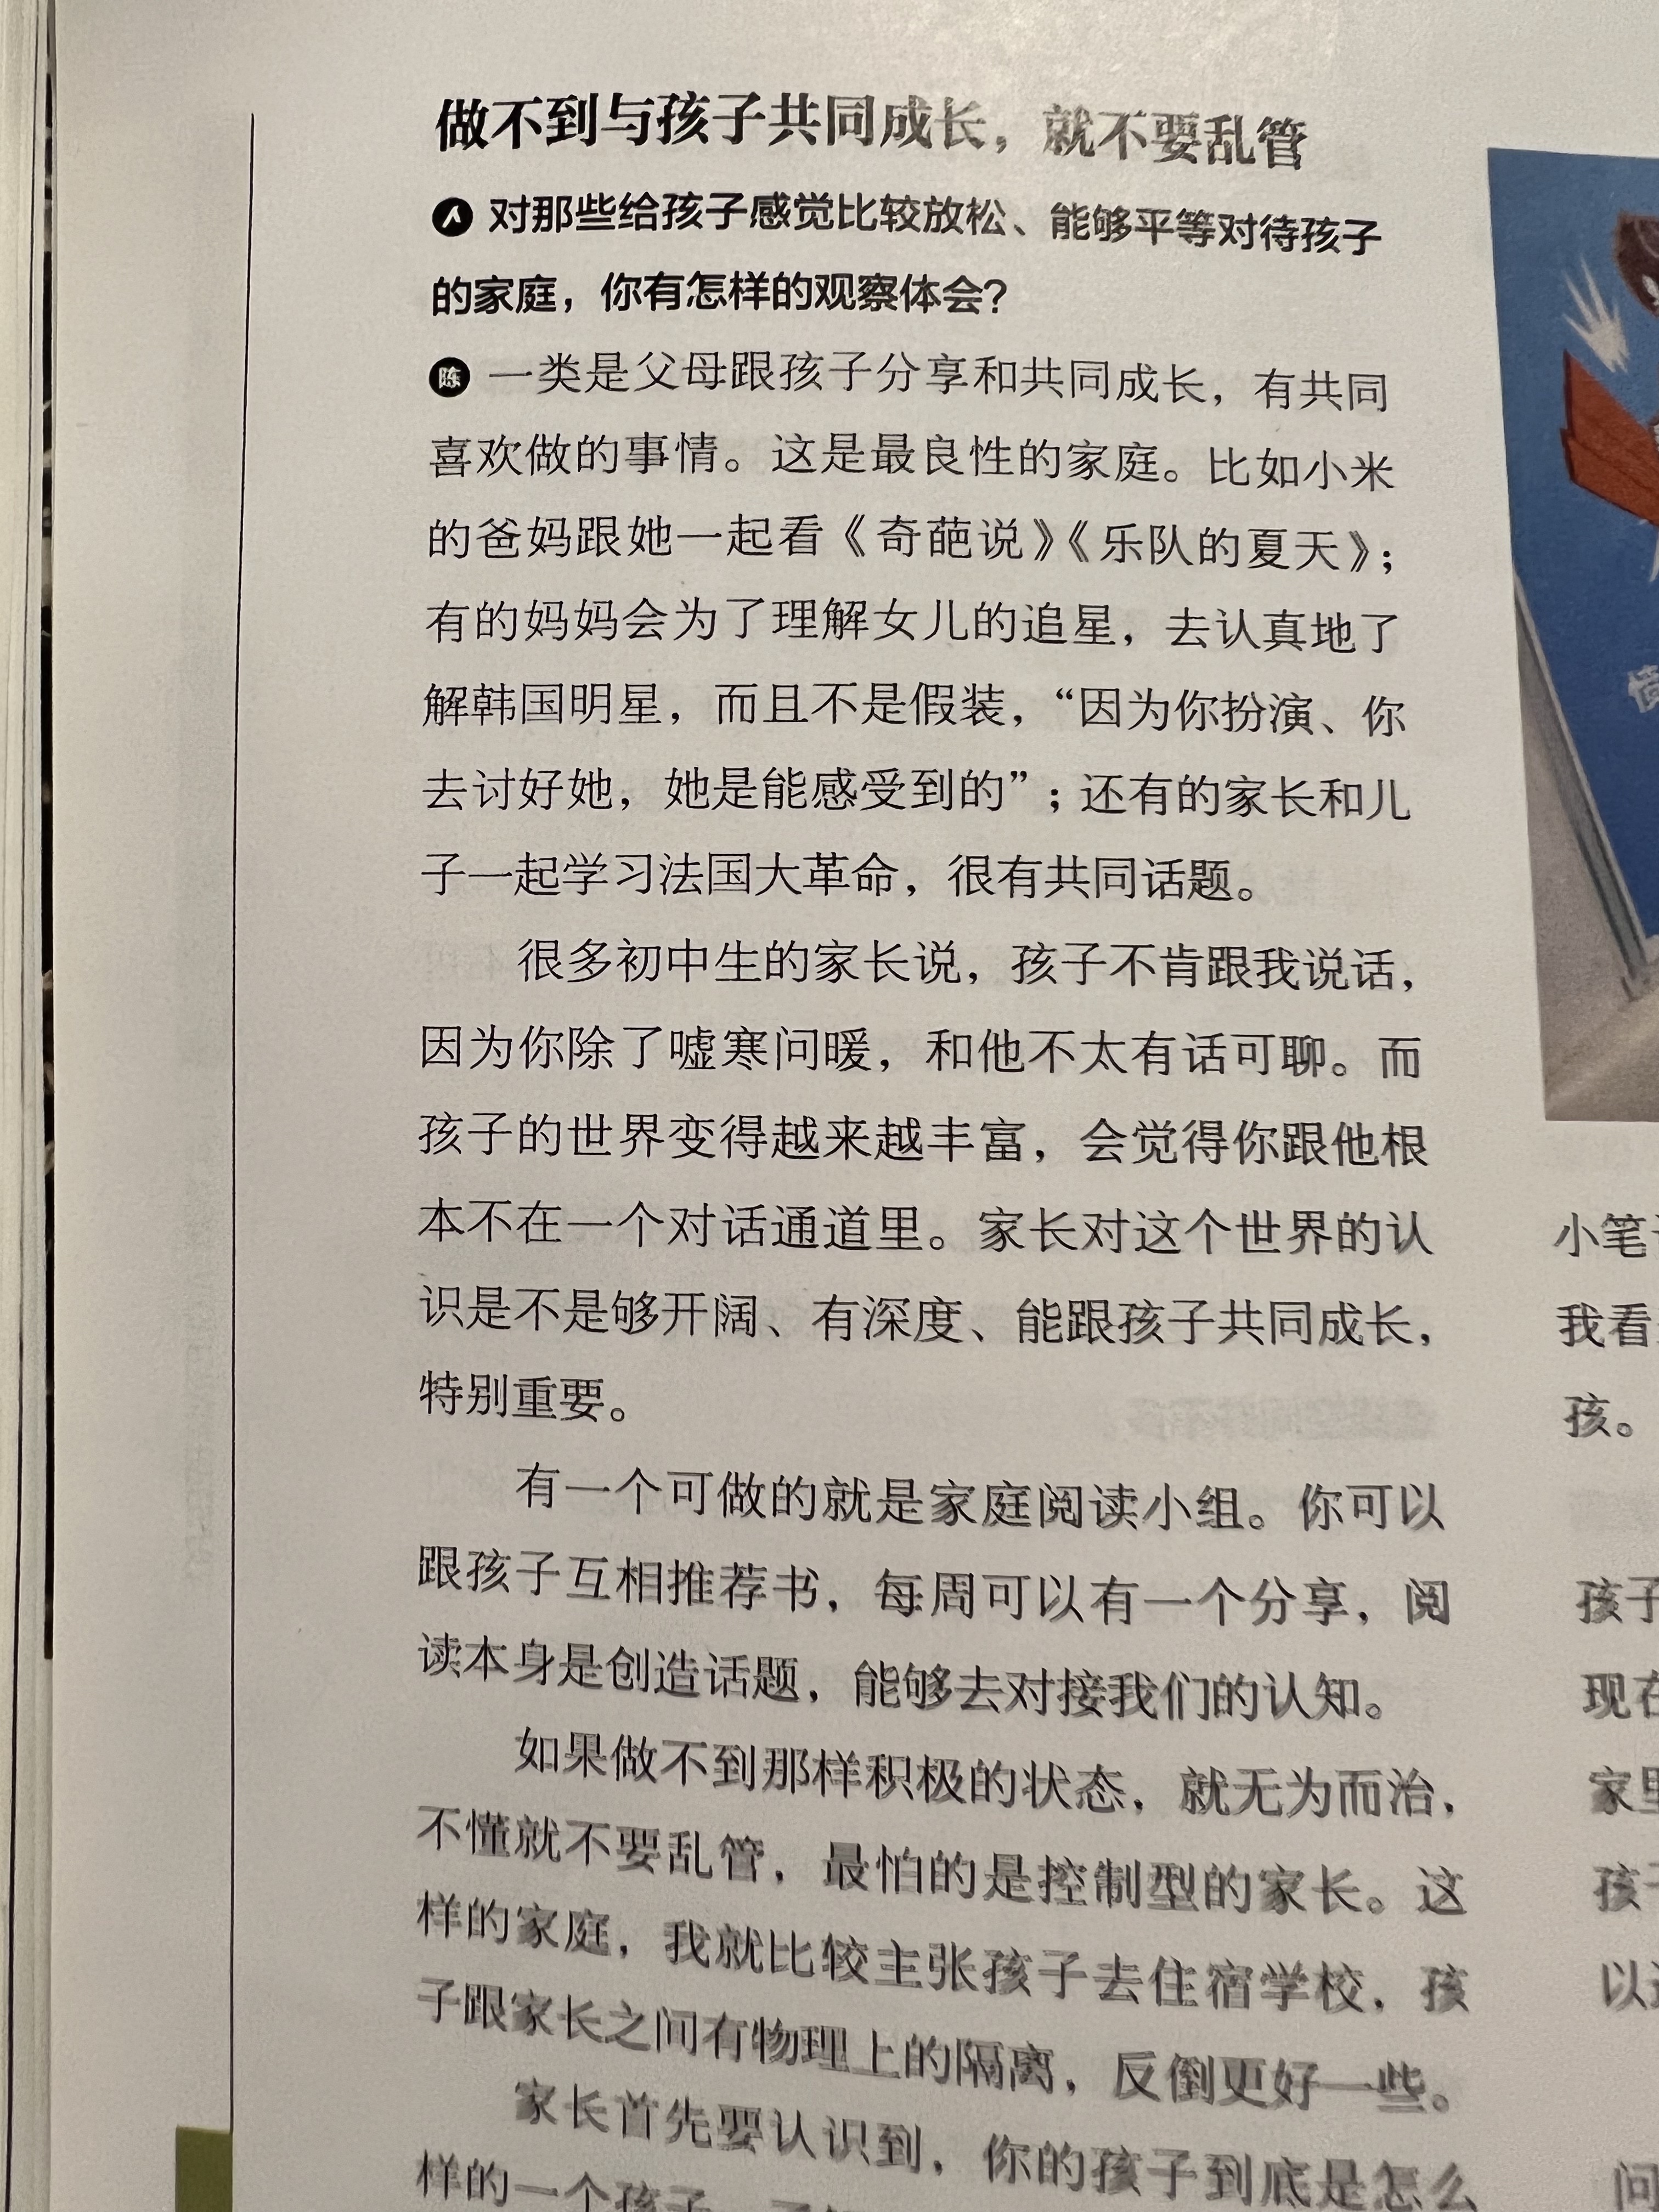 做不到与孩子共同成长，就不要乱管
对那些给孩子感觉比较放松、能够平等对待孩子
的家庭，你有怎样的观察体会？
陈 一类是父母跟孩子分享和共同成长，有共同
喜欢做的事情。这是最良性的家庭。比如小米
的爸妈跟她一起看《奇葩说》《乐队的夏天》；
有的妈妈会为了理解女儿的追星，去认真地了
解韩国明星，而且不是假装，“因为你扮演、你
去讨好她，她是能感受到的”；还有的家长和儿
子一起学习法国大革命，很有共同话题。
很多初中生的家长说，孩子不肯跟我说话，
因为你除了嘘寒问暖，和他不太有话可聊。而
孩子的世界变得越来越丰富，会觉得你跟他根
本不在一个对话通道里。家长对这个世界的认
识是不是够开阔、有深度、能跟孩子共同成长，
特别重要。
有一个可做的就是家庭阅读小组。你可以
跟孩子互相推荐书，每周可以有一个分享，阅
读本身是创造话题，能够去对接我们的认知。
如果做不到那样积极的状态，就无为而治，
不懂就不要乱管，最怕的是控制型的家长。这
样的家庭，我就比较主张孩子去住宿学校，孩
子跟家长之间有物理上的隔离，反倒更好一些。
家长首先要认识到，你的孩子到底是怎么
样的一个孩子
小笔
我看
孩。
孩子
现在
家里
孩子
以
问